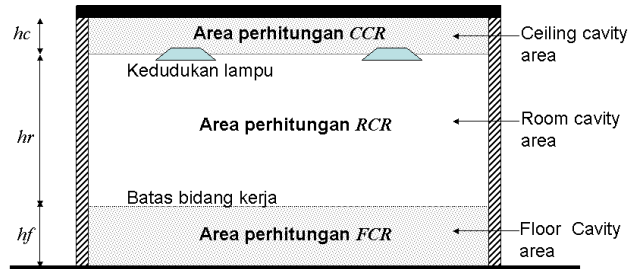 hc
Area perhitungan CCR
Ceiling cavity
area
Kedudukan lampu
hr
Area perhitungan RCR
Room cavity
area
Batas bidang kerja
hf
Area perhitungan FCR
Floor Cavity
area